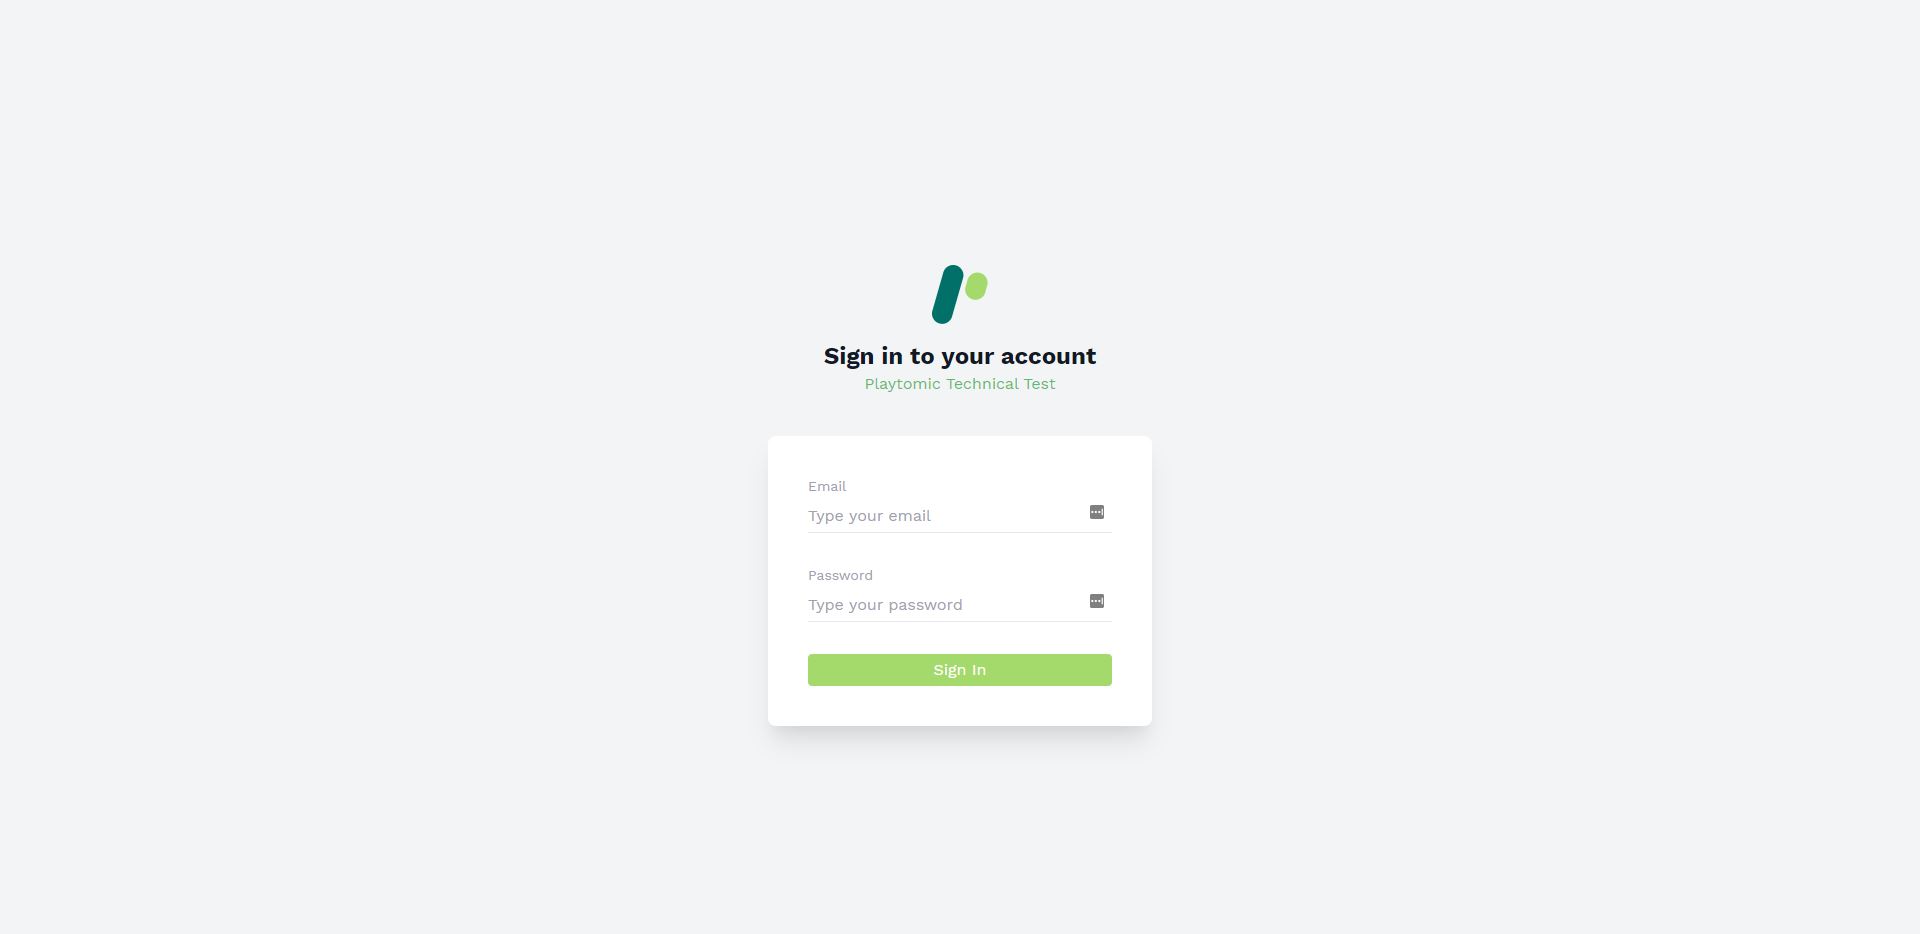 Sign in to your account
Playtomic Technical Test
Email
Type your email
Password
Type your password
Sign In